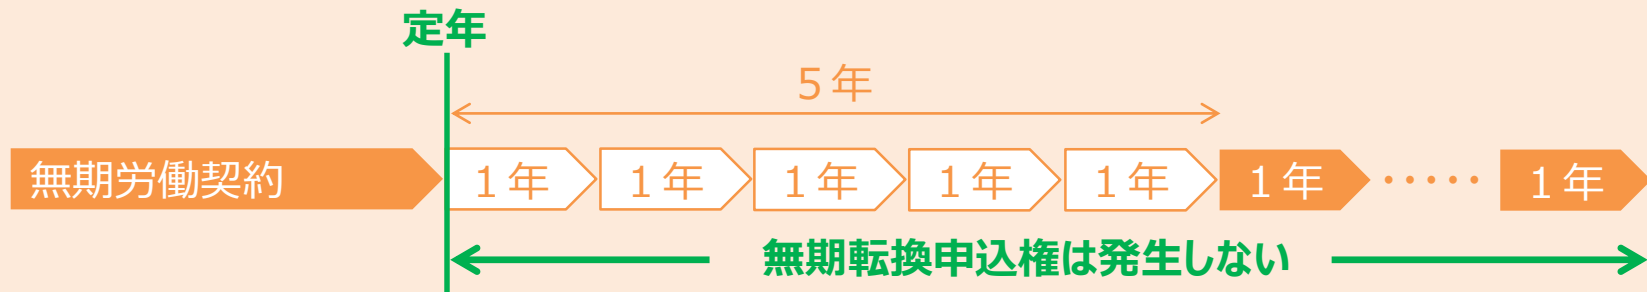 定年
５年
無期労働契約
１年
１年
１年
１年
１年
１年
・・・・・
１年
無期転換申込権は発生しない